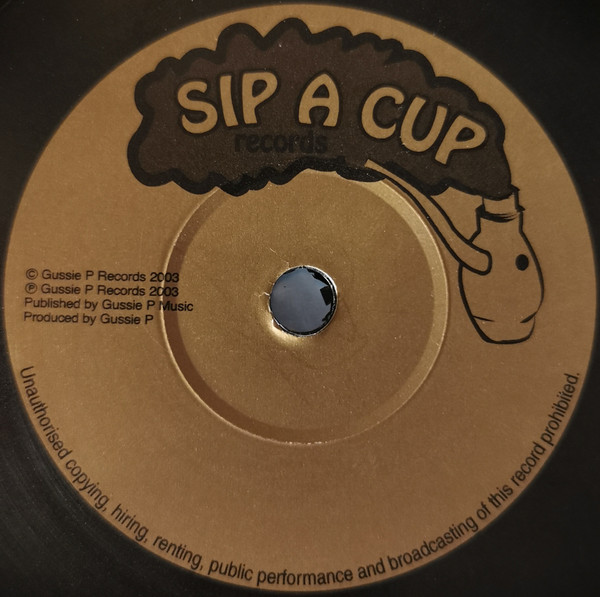 SIP A CUP
records
© Gussie P Records 2003
℗ Gussie P Records 2003
Published by Gussie P Music
Produced by Gussie P
Unauthorised copying, hiring, renting, public performance and broadcasting of this record prohibiited.